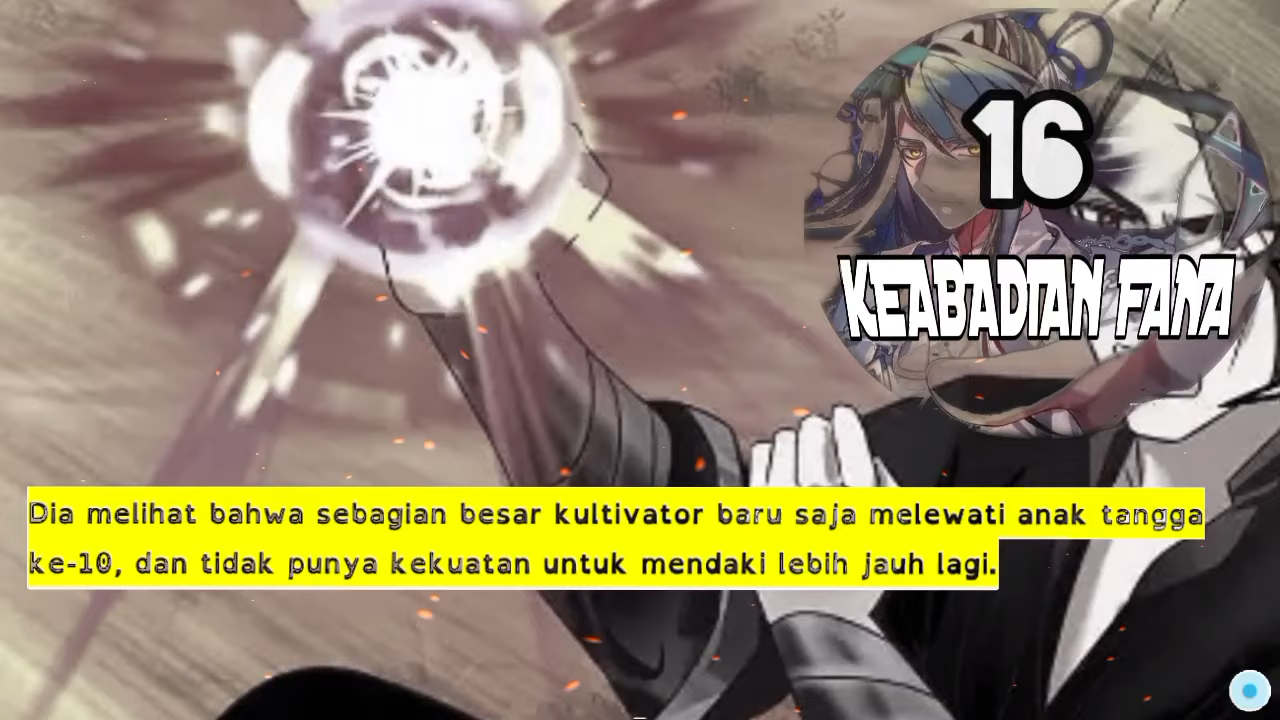 16
KEABADIAN FANA
Dia melihat bahwa sebagian besar kultivator baru saja melewati anak tangga
ke-10, dan tidak punya kekuatan untuk mendaki lebih jauh lagi.